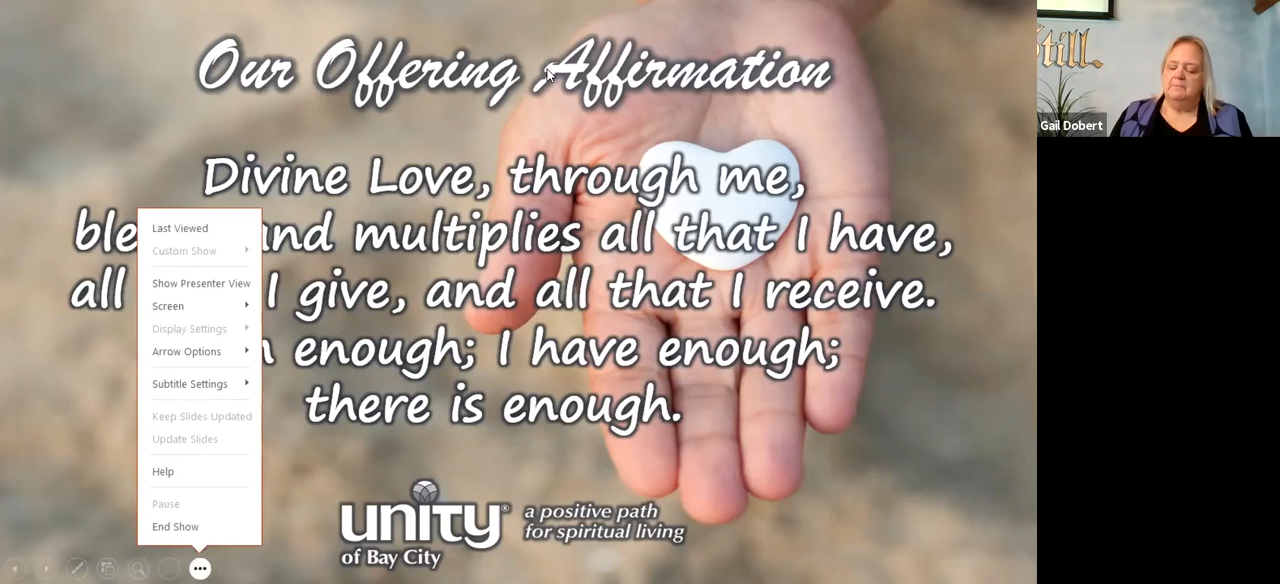 Our Offering Affirmation
Divine Love, through me,
and multiplies all that I have,
all I give, and all that I receive.
enough; I have enough;
there is enough.
unity®
of Bay City
a positive path
for spiritual living
Last Viewed
Custom Show
Show Presenter View
Screen
Display Settings
Arrow Options
Subtitle Settings
Keep Slides Updated
Update Slides
Help
Pause
End Show
Still.
Gail Dobert